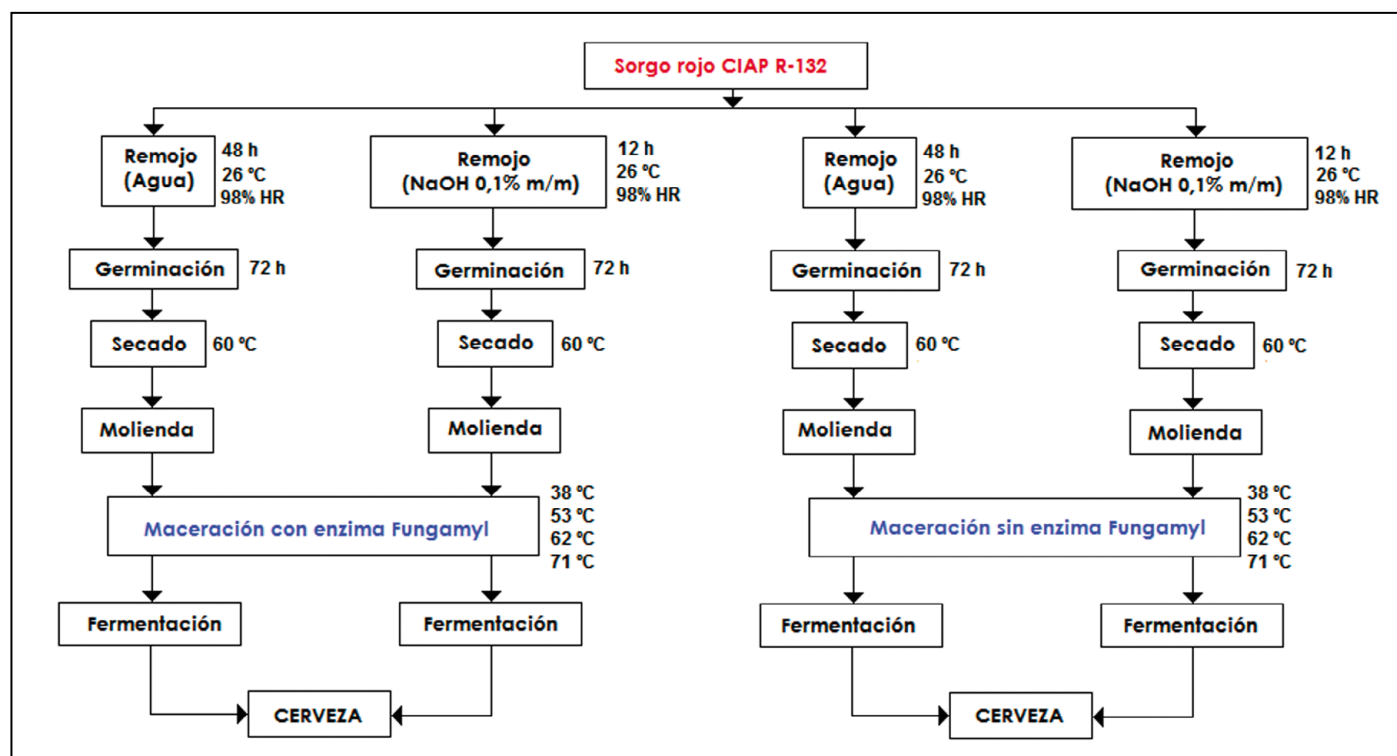 Sorgo rojo CIAP R-132
Remojo
(Agua)
48 h
26 ºC
98% HR
Remojo
(NaOH 0,1% m/m)
12 h
26 ºC
98% HR
Remojo
(Agua)
48 h
26 ºC
98% HR
Remojo
(NaOH 0,1% m/m)
12 h
26 ºC
98% HR
Germinación 72 h
Germinación 72 h
Germinación 72 h
Germinación 72 h
Secado 60 ºC
Secado 60 ºC
Secado 60 ºC
Secado 60 ºC
Molienda
Molienda
Molienda
Molienda
Maceración con enzima Fungamyl
38 ºC
53 ºC
62 ºC
71 ºC
Maceración sin enzima Fungamyl
38 ºC
53 ºC
62 ºC
71 ºC
Fermentación
Fermentación
Fermentación
Fermentación
CERVEZA
CERVEZA